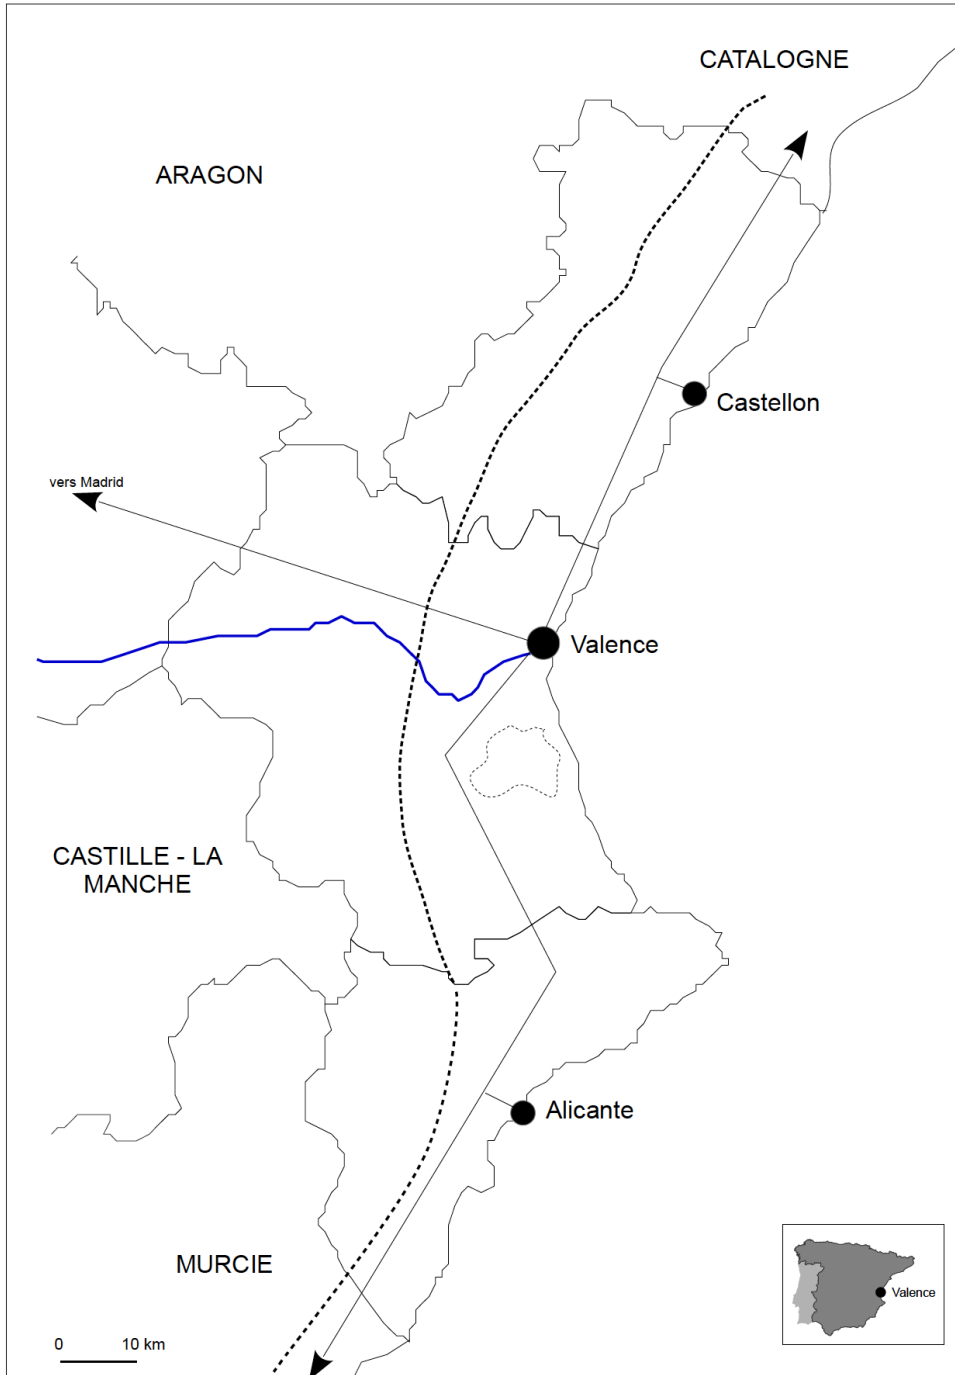 CATALOGNE
ARAGON
Castellon
vers Madrid
Valence
CASTILLE - LA
MANCHE
Alicante
MURCIE
Valence
0 10 km